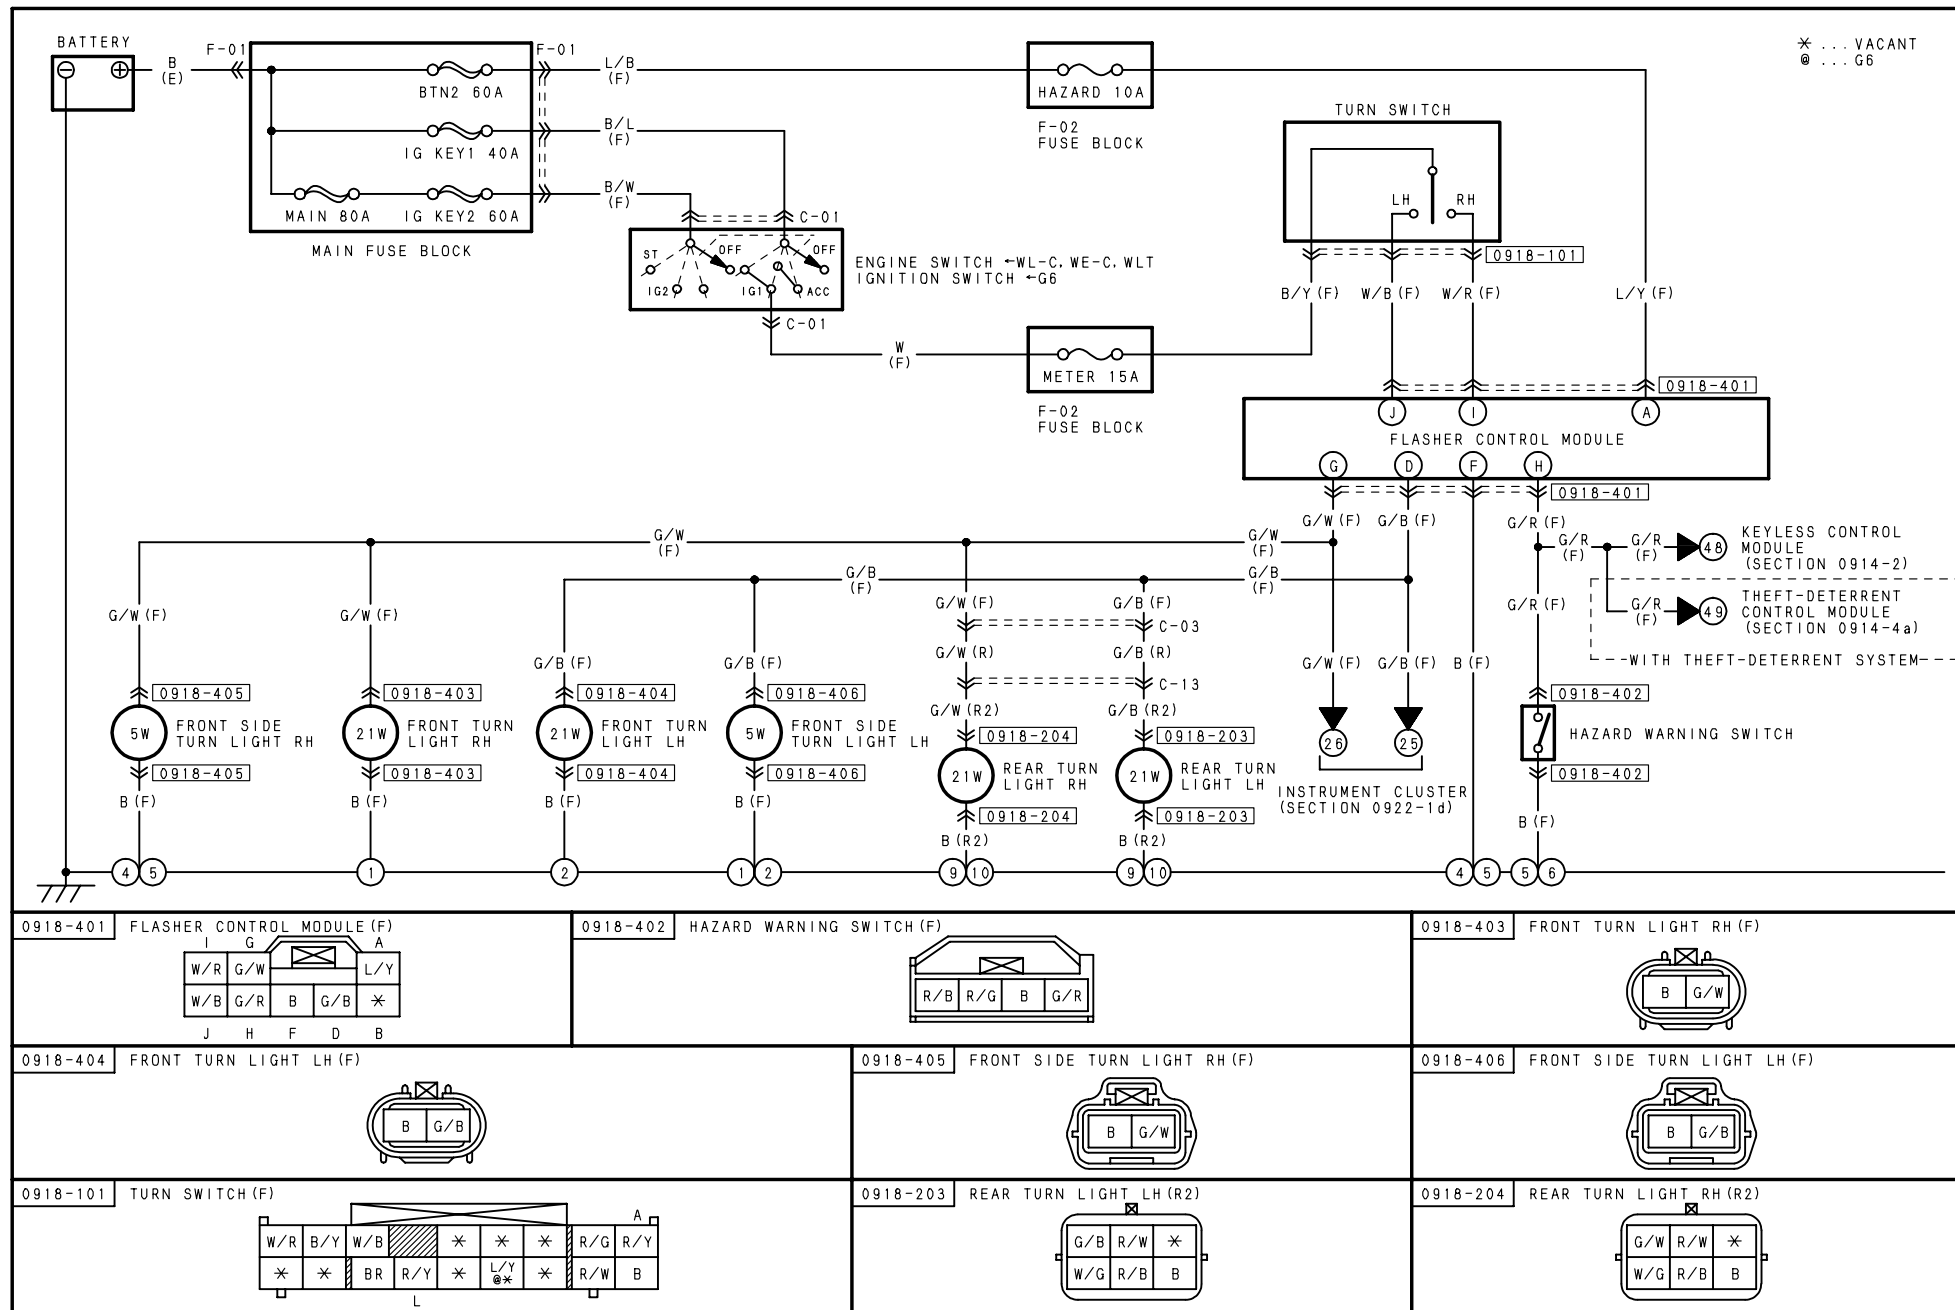 BATTERY
B
(E)
F-01
F-01
BTN2 60A
IG KEY1 40A
MAIN 80A
IG KEY2 60A
MAIN FUSE BLOCK
L/B
(F)
B/L
(F)
B/W
(F)
HAZARD 10A
F-02
FUSE BLOCK
✳ ... VACANT
@ ... G6
TURN SWITCH
LH
RH
0918-101
C-01
ST
OFF
OFF
IG2
IG1
ACC
ENGINE SWITCH ←WL-C, WE-C, WLT
IGNITION SWITCH ←G6
C-01
W
(F)
METER 15A
F-02
FUSE BLOCK
B/Y (F)
W/B (F)
W/R (F)
L/Y (F)
0918-401
J
I
A
FLASHER CONTROL MODULE
G
D
F
H
0918-401
G/W (F)
G/B (F)
G/R (F)
G/W
(F)
G/W
(F)
G/B
(F)
G/B
(F)
G/R
(F)
G/R
(F)
48
KEYLESS CONTROL
MODULE
(SECTION 0914-2)
G/R (F)
G/R
(F)
49
THEFT-DETERRENT
CONTROL MODULE
(SECTION 0914-4a)
WITH THEFT-DETERRENT SYSTEM
G/W (F)
G/W (F)
G/B (F)
G/B (F)
G/W (F)
G/B (F)
C-03
G/W (R)
G/B (R)
C-13
G/W (R2)
G/B (R2)
G/W (F)
G/B (F)
B (F)
0918-405
0918-403
0918-404
0918-406
0918-204
0918-203
0918-402
5W
FRONT SIDE
TURN LIGHT RH
21W
FRONT TURN
LIGHT RH
21W
FRONT TURN
LIGHT LH
5W
FRONT SIDE
TURN LIGHT LH
21W
REAR TURN
LIGHT RH
21W
REAR TURN
LIGHT LH
26
25
INSTRUMENT CLUSTER
(SECTION 0922-1d)
HAZARD WARNING SWITCH
0918-405
0918-403
0918-404
0918-406
0918-204
0918-203
0918-402
B (F)
B (F)
B (F)
B (F)
B (R2)
B (R2)
B (F)
4 5
1
2
1 2
9 10
9 10
4 5
5 6
0918-401
FLASHER CONTROL MODULE (F)
I G A
W/R G/W L/Y
W/B G/R B G/B ✳
J H F D B
0918-402
HAZARD WARNING SWITCH (F)
R/B R/G B G/R
0918-403
FRONT TURN LIGHT RH (F)
B G/W
0918-404
FRONT TURN LIGHT LH (F)
B G/B
0918-405
FRONT SIDE TURN LIGHT RH (F)
B G/W
0918-406
FRONT SIDE TURN LIGHT LH (F)
B G/B
0918-101
TURN SWITCH (F)
A
W/R B/Y W/B ✳ ✳ ✳ R/G R/Y
✳ ✳ BR R/Y ✳ L/Y @✳ ✳ R/W B
L
0918-203
REAR TURN LIGHT LH (R2)
G/B R/W ✳
W/G R/B B
0918-204
REAR TURN LIGHT RH (R2)
G/W R/W ✳
W/G R/B B